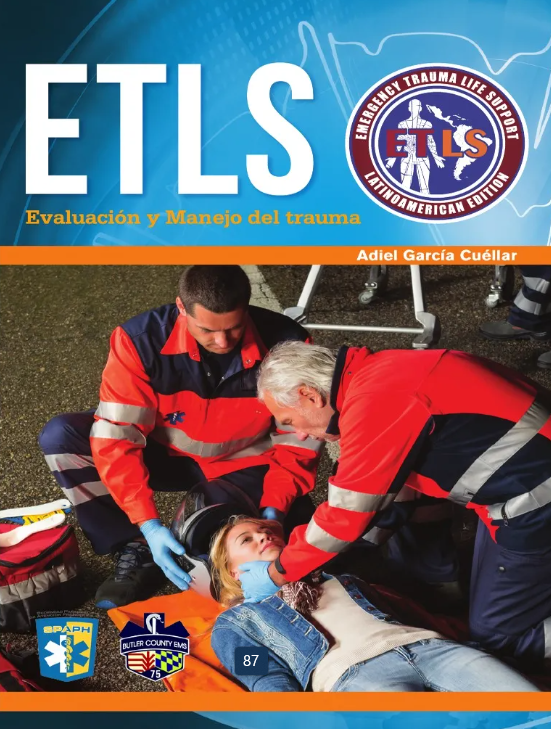 ETLS
EMERGENCY TRAUMA LIFE SUPPORT
ETLS
LATINOAMERICAN EDITION
Evaluación y Manejo del trauma
Adiel García Cuéllar
SPAPH
BUTLER COUNTY EMS
75
87